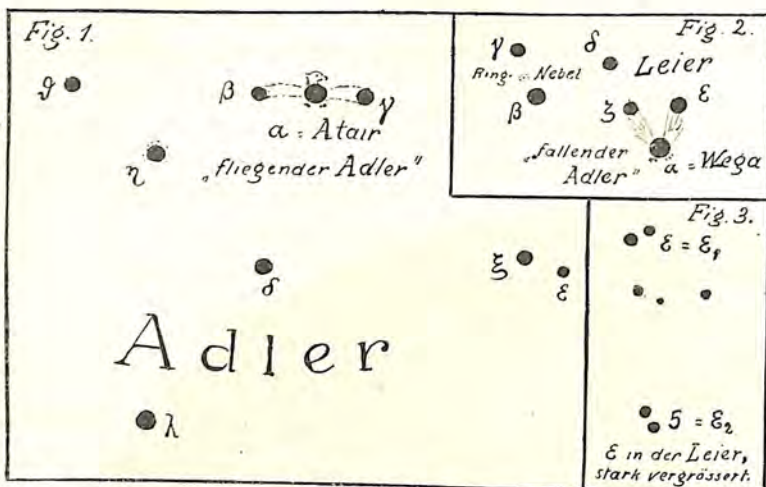 Fig. 1.
ϑ
β
γ
α = Atair
„fliegender Adler"
η
δ
ξ
ε
Adler
λ
Fig. 2.
γ
δ
Leier
Ring-Nebel
β
ζ
ε
„fallender
Adler"
α = Wega
Fig. 3.
ε = ε₁
5 = ε₂
ε in der Leier,
stark vergrössert.